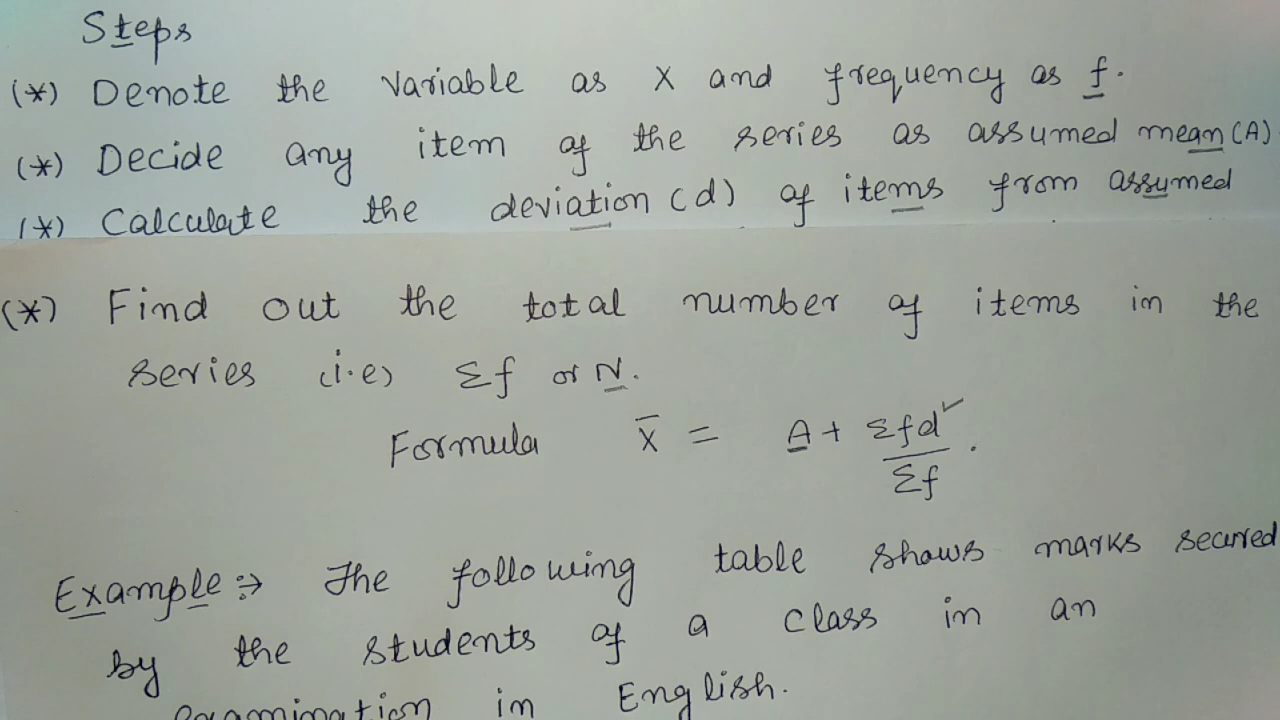 Steps
(*) Denote the Variable as X and frequency as f.
(*) Decide any item of the series as assumed mean (A)
(*) Calculate the deviation (d) of items from assumed
(*) Find out the total number of items in the
series (i.e) Σf or N.
Formula X̄ = A + Σfd✓
Σf .
Example :→ The following table shows marks secured
by the students of a class in an
examination in English.